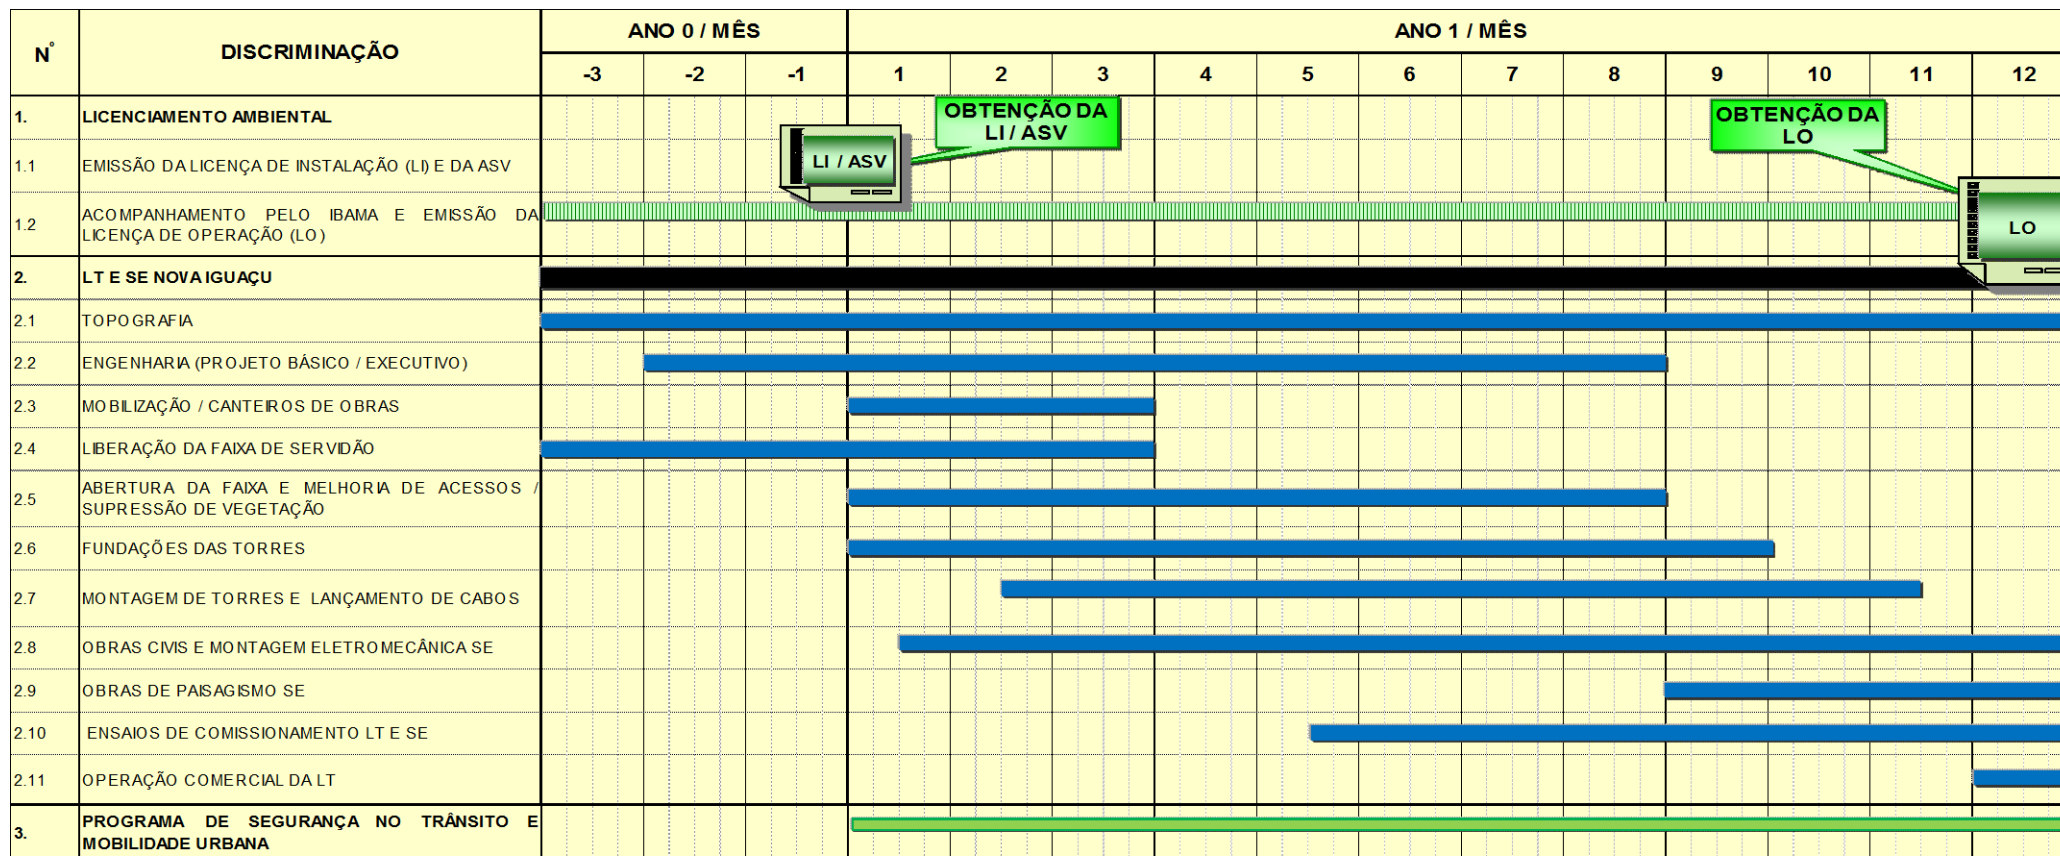 Nº DISCRIMINAÇÃO ANO 0 / MÊS ANO 1 / MÊS
-3 -2 -1 1 2 3 4 5 6 7 8 9 10 11 12
1. LICENCIAMENTO AMBIENTAL
OBTENÇÃO DA
LI / ASV
OBTENÇÃO DA
LO
1.1 EMISSÃO DA LICENÇA DE INSTALAÇÃO (LI) E DA ASV
LI / ASV
1.2 ACOMPANHAMENTO PELO IBAMA E EMISSÃO DA
LICENÇA DE OPERAÇÃO (LO)
LO
2. LT E SE NOVA IGUAÇU
2.1 TOPOGRAFIA
2.2 ENGENHARIA (PROJETO BÁSICO / EXECUTIVO)
2.3 MOBILIZAÇÃO / CANTEIROS DE OBRAS
2.4 LIBERAÇÃO DA FAIXA DE SERVIDÃO
2.5 ABERTURA DA FAIXA E MELHORIA DE ACESSOS /
SUPRESSÃO DE VEGETAÇÃO
2.6 FUNDAÇÕES DAS TORRES
2.7 MONTAGEM DE TORRES E LANÇAMENTO DE CABOS
2.8 OBRAS CIVIS E MONTAGEM ELETROMECÂNICA SE
2.9 OBRAS DE PAISAGISMO SE
2.10 ENSAIOS DE COMISSIONAMENTO LT E SE
2.11 OPERAÇÃO COMERCIAL DA LT
3. PROGRAMA DE SEGURANÇA NO TRÂNSITO E
MOBILIDADE URBANA